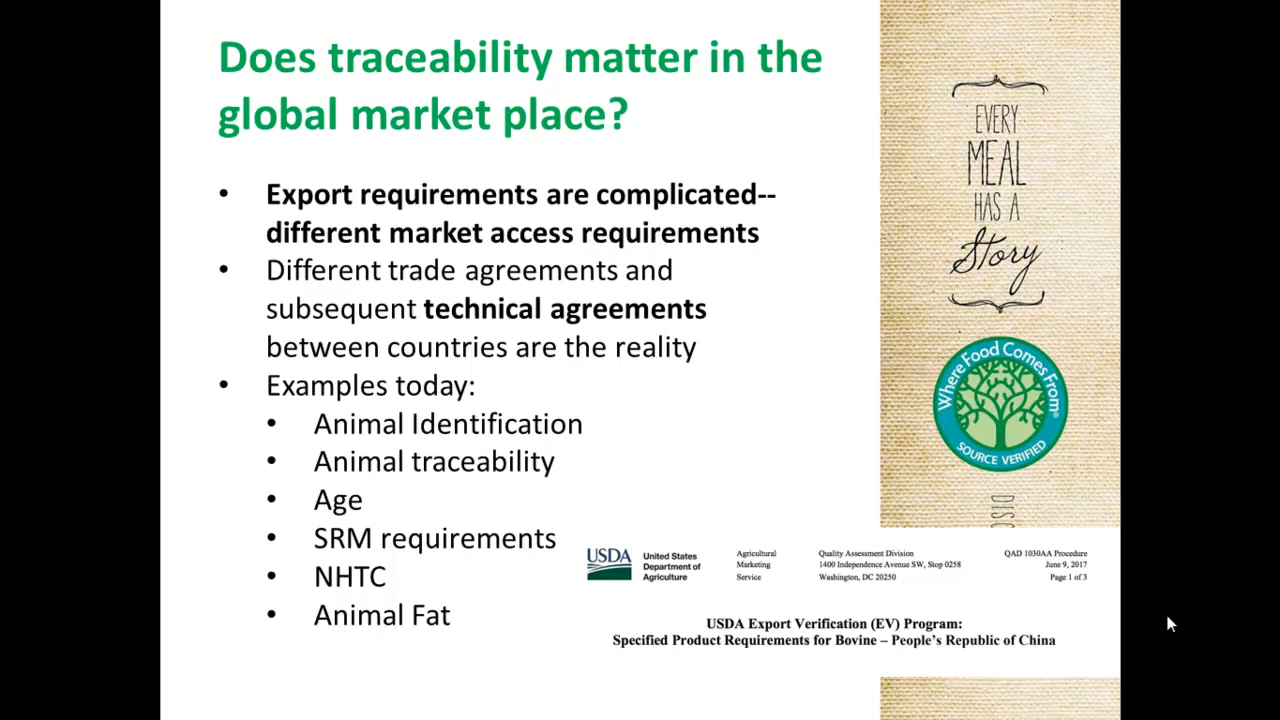 Does traceability matter in the
global market place?
• Export requirements are complicated--
different market access requirements
• Different trade agreements and
subsequent technical agreements
between countries are the reality
• Examples today:
• Animal Identification
• Animal traceability
• Age
• SRM requirements
• NHTC
• Animal Fat
EVERY
MEAL
HAS A
Story
Where Food Comes From®
SOURCE VERIFIED
DISC
USDA
United States
Department of
Agriculture
Agricultural
Marketing
Service
Quality Assessment Division
1400 Independence Avenue SW, Stop 0258
Washington, DC 20250
QAD 1030AA Procedure
June 9, 2017
Page 1 of 3
USDA Export Verification (EV) Program:
Specified Product Requirements for Bovine – People's Republic of China